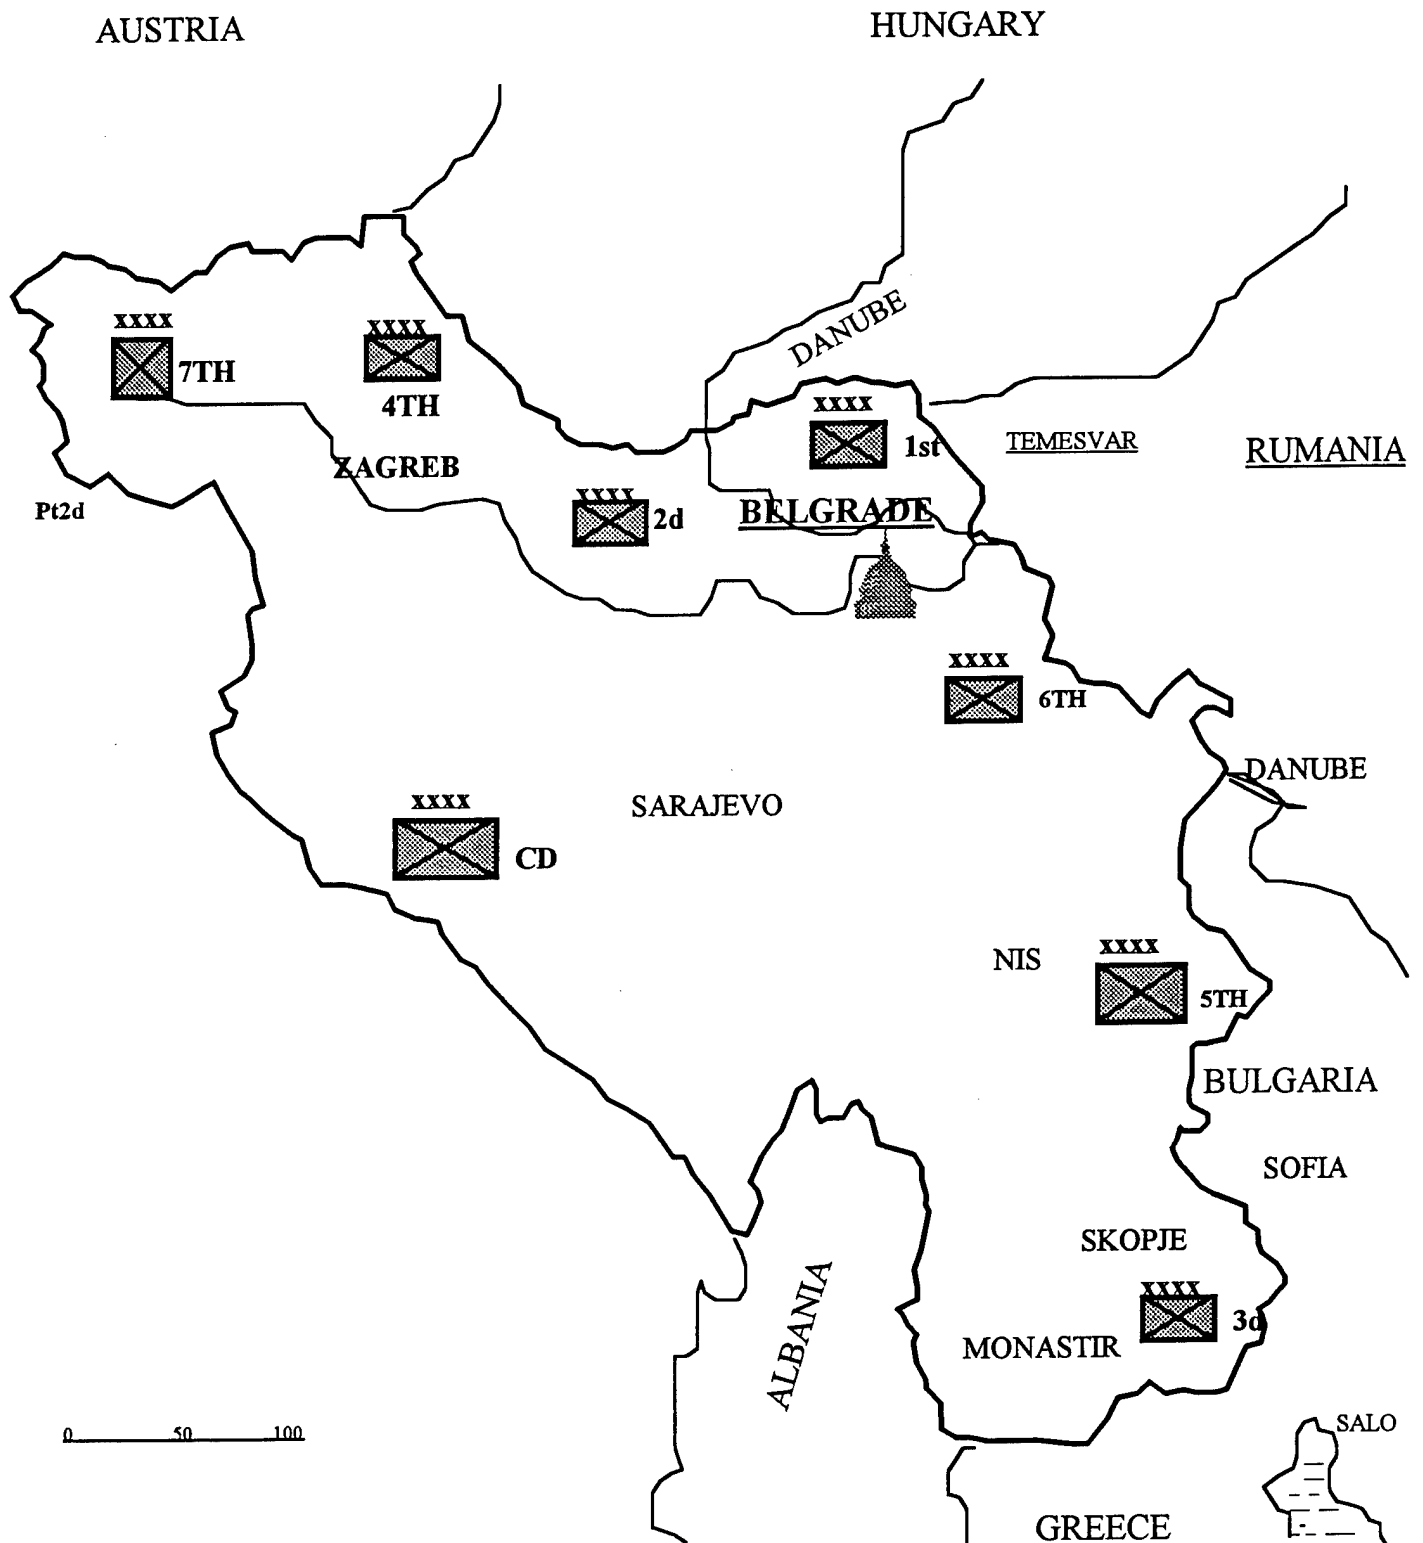 AUSTRIA
HUNGARY
DANUBE
xxxx
7TH
xxxx
4TH
xxxx
1st
TEMESVAR
RUMANIA
ZAGREB
xxxx
2d
BELGRADE
Pt2d
xxxx
6TH
DANUBE
SARAJEVO
xxxx
CD
NIS
xxxx
5TH
BULGARIA
SOFIA
SKOPJE
xxxx
3d
MONASTIR
ALBANIA
0 50 100
SALO
GREECE